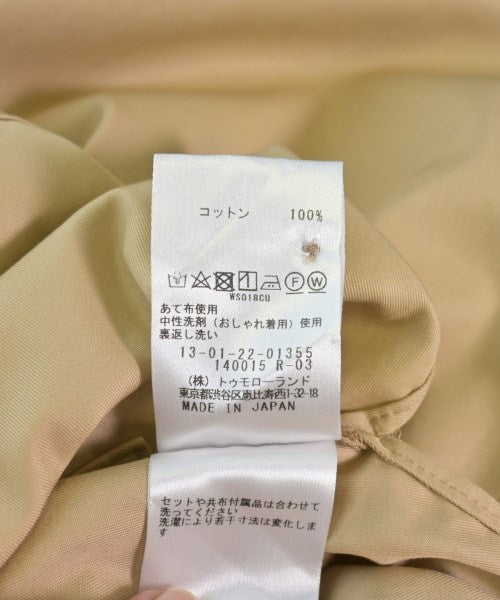 コットン 100%
F W
WS018CU
あて布使用
中性洗剤(おしゃれ着用)使用
裏返し洗い
13-01-22-01355
140015 R-03
(株)トゥモローランド
東京都渋谷区恵比寿西1-32-18
MADE IN JAPAN
セットや共布付属品は合わせて
洗ってください
洗濯により若干寸法は変化しま
す